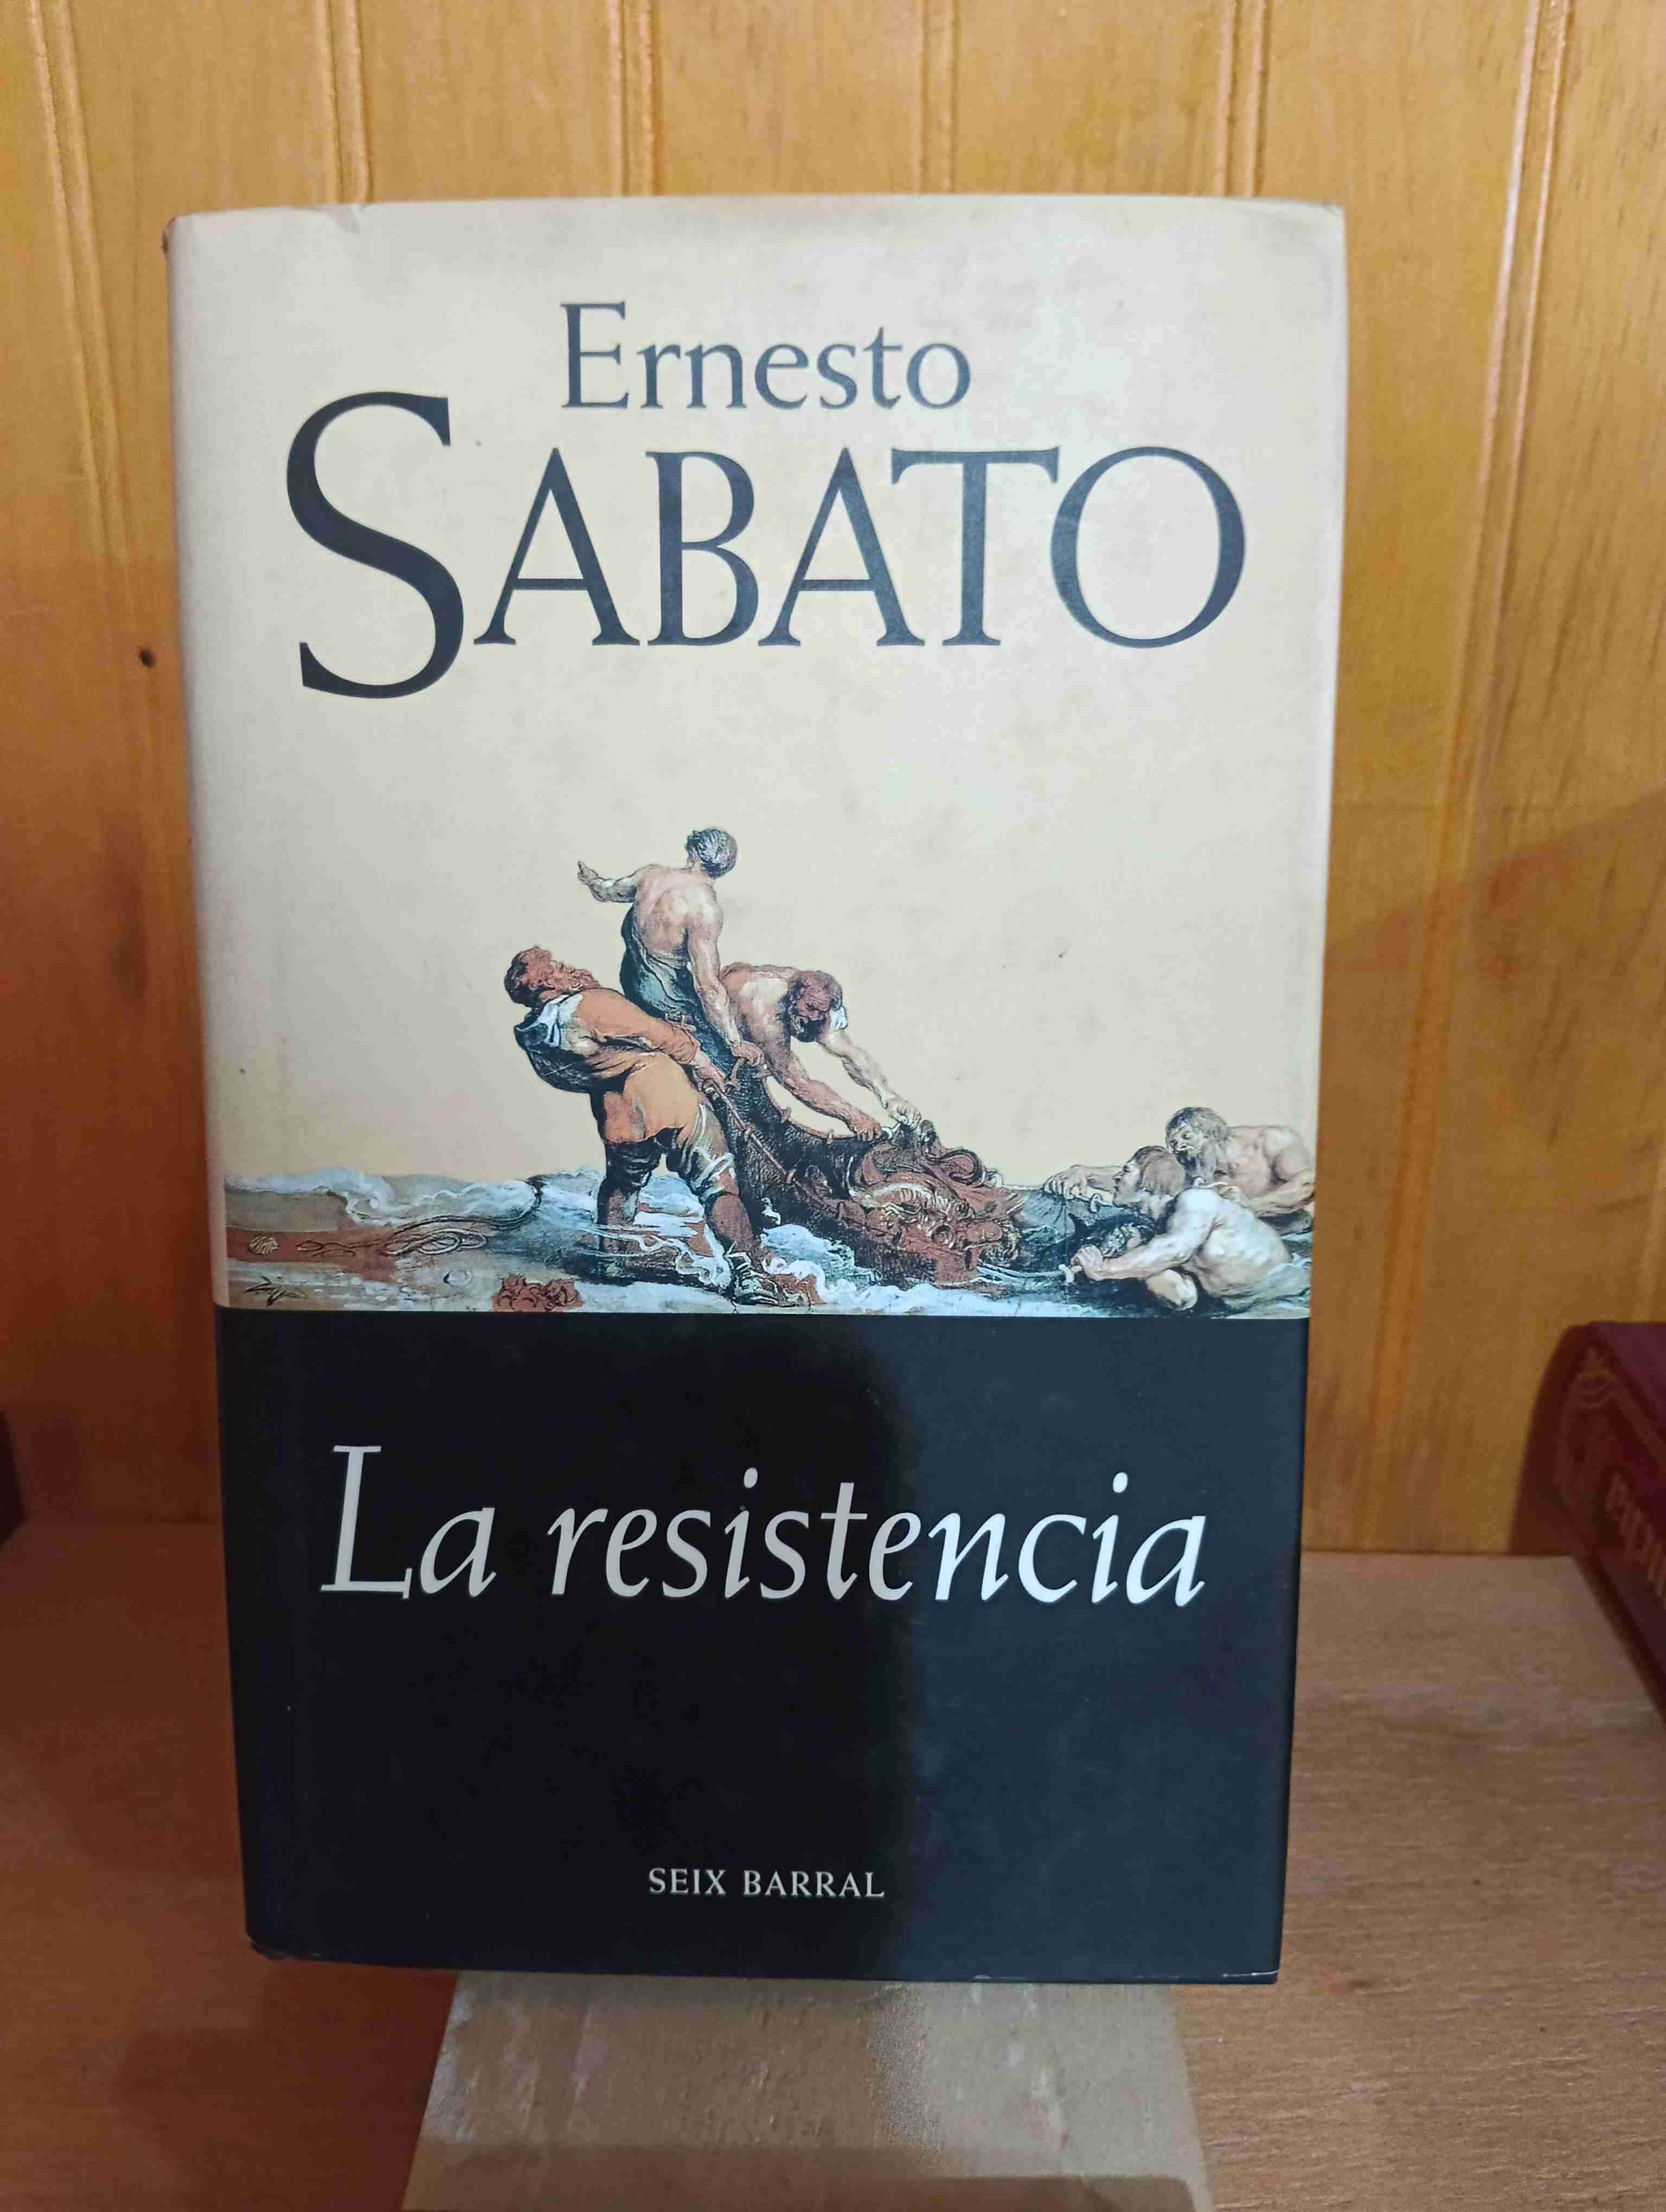 Ernesto
SABATO
La resistencia
SEIX BARRAL